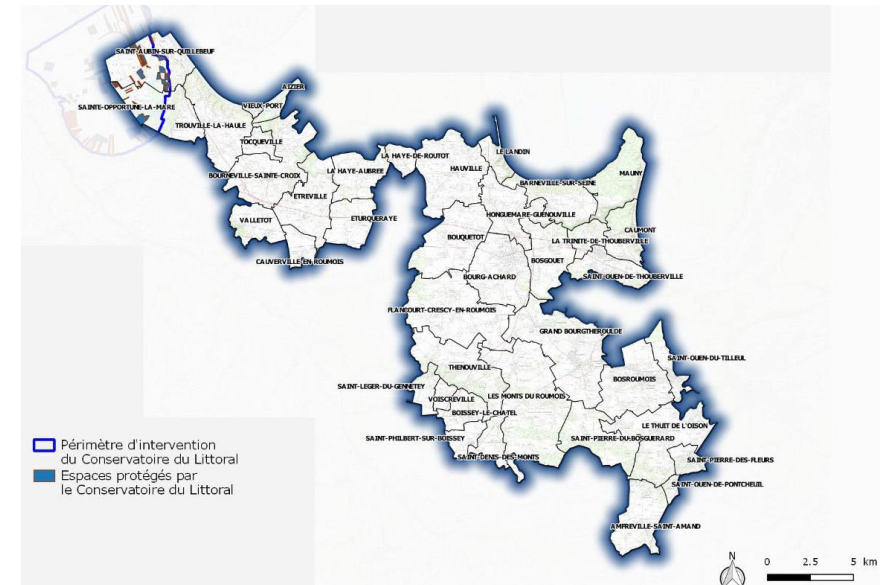 SAINT-AUBIN-SUR-QUILLEBEUF
AIZIER
SAINTE-OPPORTUNE-LA-MARE
VIEUX-PORT
TROUVILLE-LA-HAULE
TOCQUEVILLE
LE LANDIN
LA HAYE-DE-ROUTOT
LA HAYE-AUBREE
HAUVILLE
MAUNY
BOURNEVILLE-SAINTE-CROIX
BARNEVILLE-SUR-SEINE
ETREVILLE
VALLETOT
ETURQUERAYE
HONGUEMARE-GUENOUVILLE
CAUMONT
BOUQUETOT
LA TRINITE-DE-THOUBERVILLE
CAUVERVILLE-EN-ROUMOIS
BOSGOUET
BOURG-ACHARD
SAINT-OUEN-DE-THOUBERVILLE
FLANCOURT-CRESCY-EN-ROUMOIS
GRAND BOURGTHEROULDE
SAINT-OUEN-DU-TILLEUL
THENOUVILLE
BOSROUMOIS
SAINT-LEGER-DU-GENNETEY
VOISCREVILLE
LES MONTS DU ROUMOIS
BOISSEY-LE-CHATEL
LE THUIT DE L'OISON
SAINT-PHILBERT-SUR-BOISSEY
SAINT-PIERRE-DU-BOSGUERARD
SAINT-DENIS-DES-MONTS
SAINT-PIERRE-DES-FLEURS
SAINT-OUEN-DE-PONTCHEUIL
AMFREVILLE-SAINT-AMAND
Périmètre d'intervention
du Conservatoire du Littoral
Espaces protégés par
le Conservatoire du Littoral
N
0 2.5 5 km